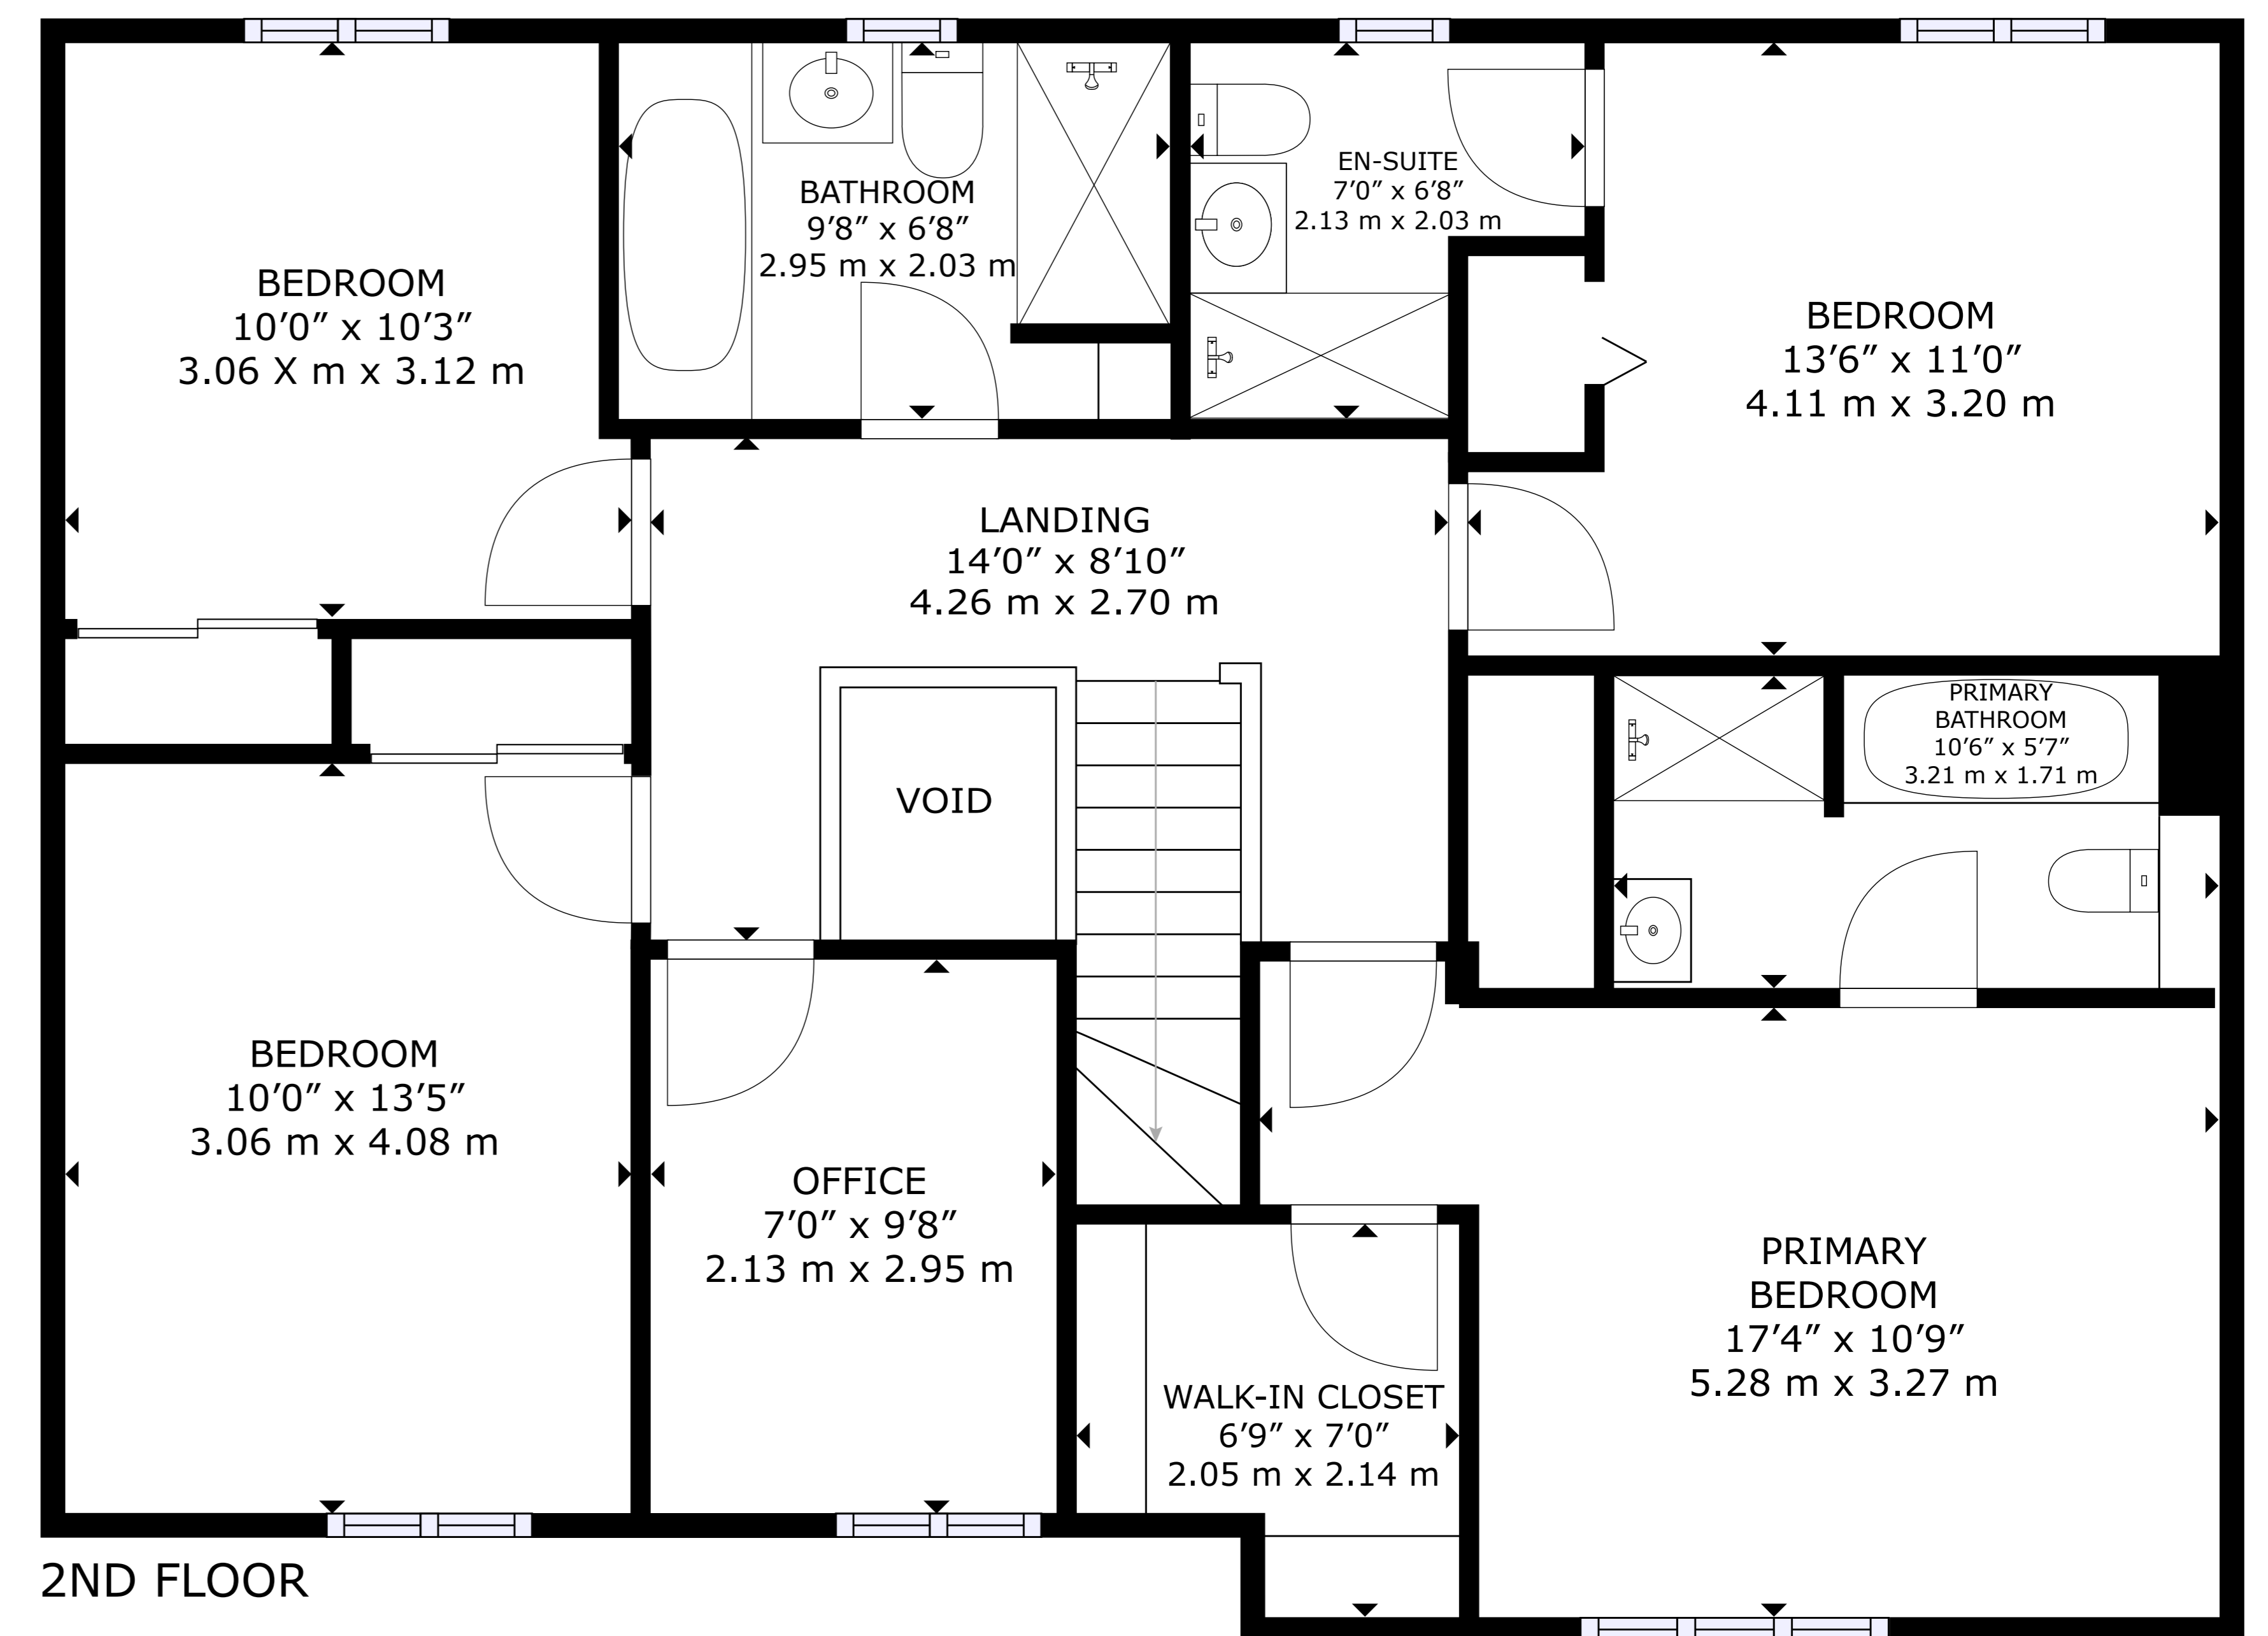 BATHROOM
9’8” x 6’8”
2.95 m x 2.03 m
EN-SUITE
7’0” x 6’8”
2.13 m x 2.03 m
BEDROOM
10’0” x 10’3”
3.06 X m x 3.12 m
BEDROOM
13’6” x 11’0”
4.11 m x 3.20 m
LANDING
14’0” x 8’10”
4.26 m x 2.70 m
PRIMARY
BATHROOM
10’6” x 5’7”
3.21 m x 1.71 m
VOID
BEDROOM
10’0” x 13’5”
3.06 m x 4.08 m
OFFICE
7’0” x 9’8”
2.13 m x 2.95 m
PRIMARY
BEDROOM
17’4” x 10’9”
5.28 m x 3.27 m
WALK-IN CLOSET
6’9” x 7’0”
2.05 m x 2.14 m
2ND FLOOR